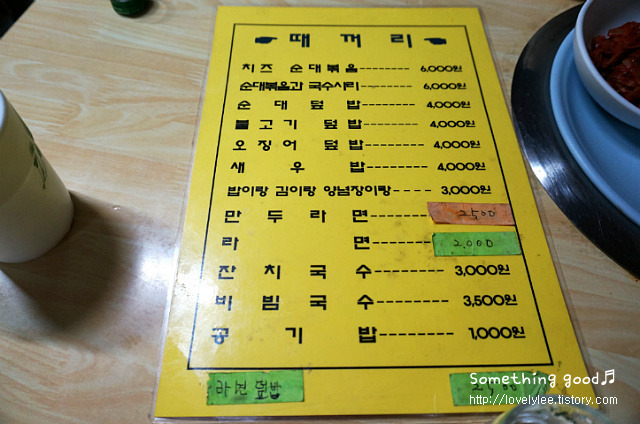 ☛ 때 꺼 리 ☚
치즈 순대볶음--------- 6,000원
순대볶음과 국수사리--------- 6,000원
순 대 덮 밥--------- 4,000원
불 고 기 덮 밥--------- 4,000원
오 징 어 덮 밥--------- 4,000원
새 우 밥--------- 4,000원
밥이랑 김이랑 양념장이랑----- 3,000원
만 두 라 면------- 2500
라 면-------- 2,000
잔 치 국 수--------- 3,000원
비 빔 국 수--------- 3,500원
공 기 밥--------- 1,000원
라면덮밥
Something good♬
http://lovelylee.tistory.com